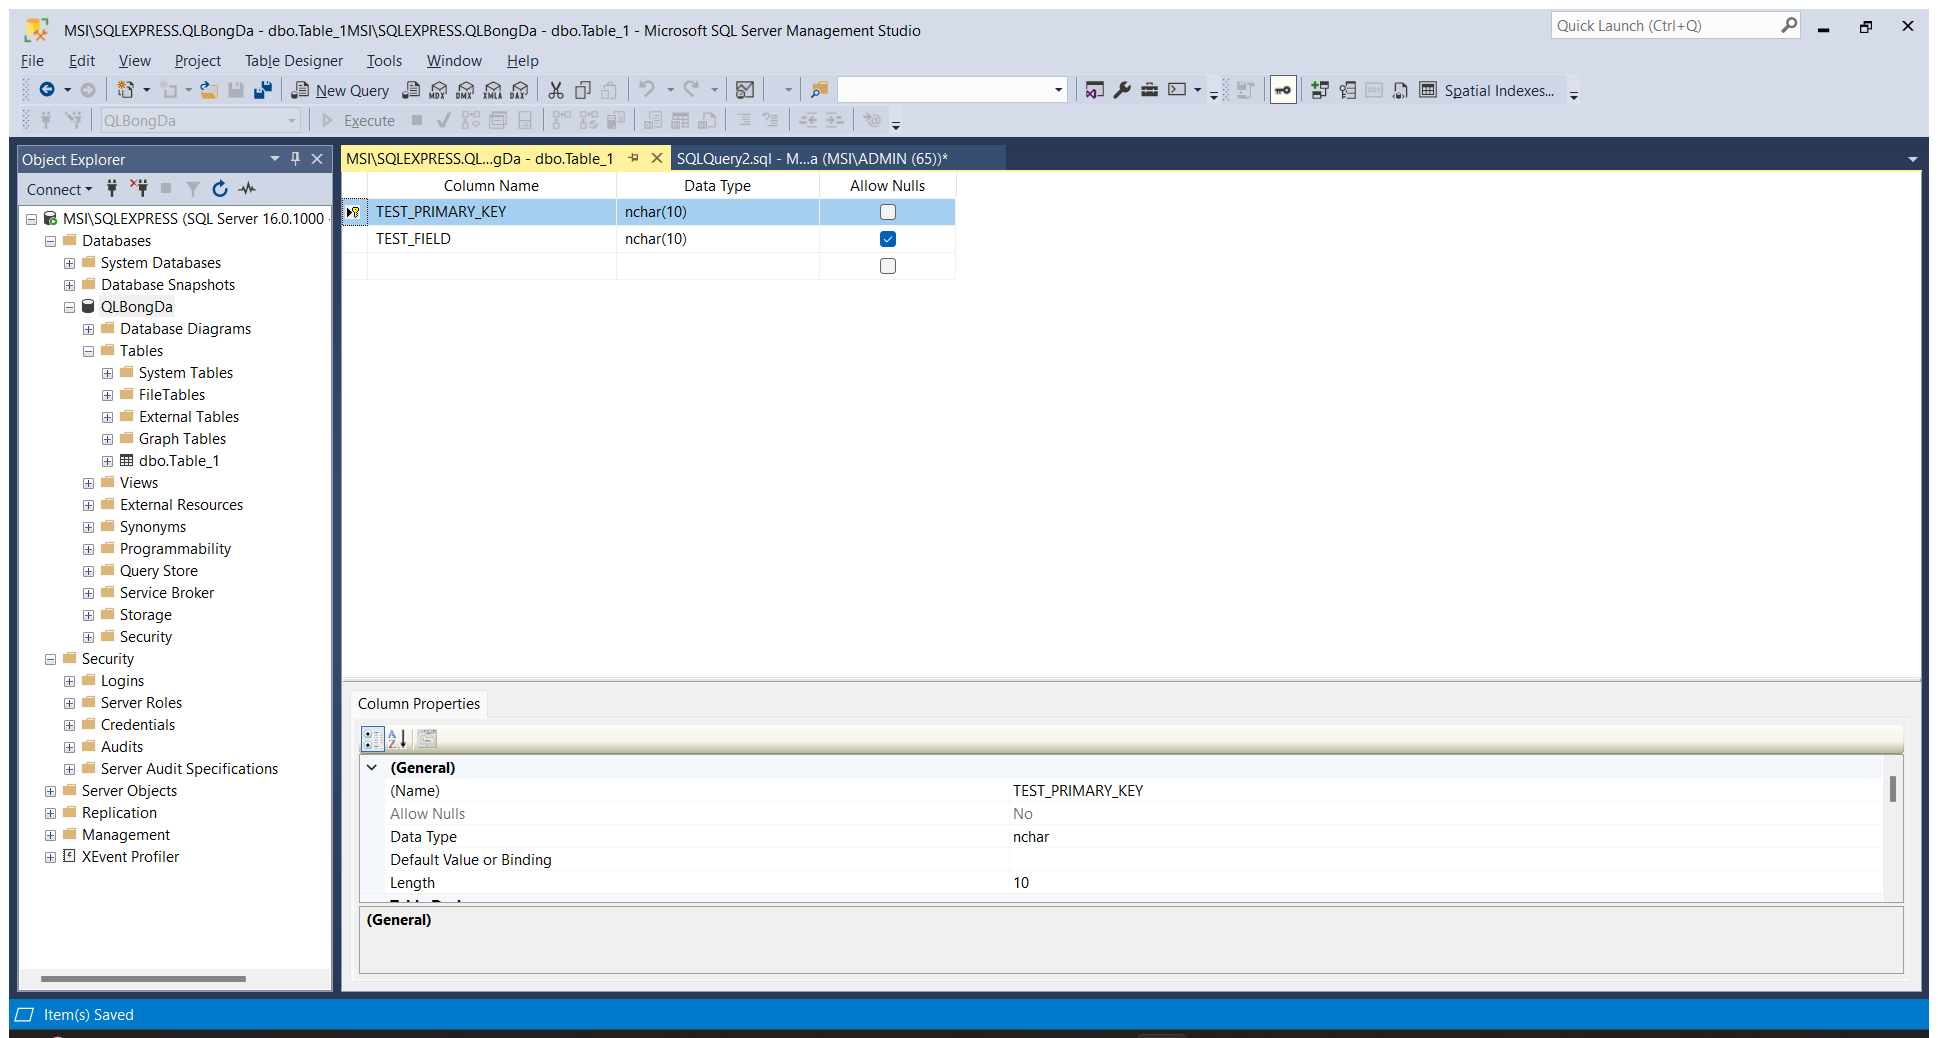 MSI\SQLEXPRESS.QLBongDa - dbo.Table_1MSI\SQLEXPRESS.QLBongDa - dbo.Table_1 - Microsoft SQL Server Management Studio
Quick Launch (Ctrl+Q)
File Edit View Project Table Designer Tools Window Help
New Query MDX DMX XMLA DAX Spatial Indexes...
QLBongDa Execute
Object Explorer
MSI\SQLEXPRESS.QL...gDa - dbo.Table_1 SQLQuery2.sql - M...a (MSI\ADMIN (65))*
Connect
Column Name Data Type Allow Nulls
TEST_PRIMARY_KEY nchar(10)
TEST_FIELD nchar(10)
MSI\SQLEXPRESS (SQL Server 16.0.1000 -
Databases
System Databases
Database Snapshots
QLBongDa
Database Diagrams
Tables
System Tables
FileTables
External Tables
Graph Tables
dbo.Table_1
Views
External Resources
Synonyms
Programmability
Query Store
Service Broker
Storage
Security
Security
Logins
Server Roles
Credentials
Audits
Server Audit Specifications
Server Objects
Replication
Management
XEvent Profiler
Column Properties
(General)
(Name) TEST_PRIMARY_KEY
Allow Nulls No
Data Type nchar
Default Value or Binding
Length 10
(General)
Item(s) Saved